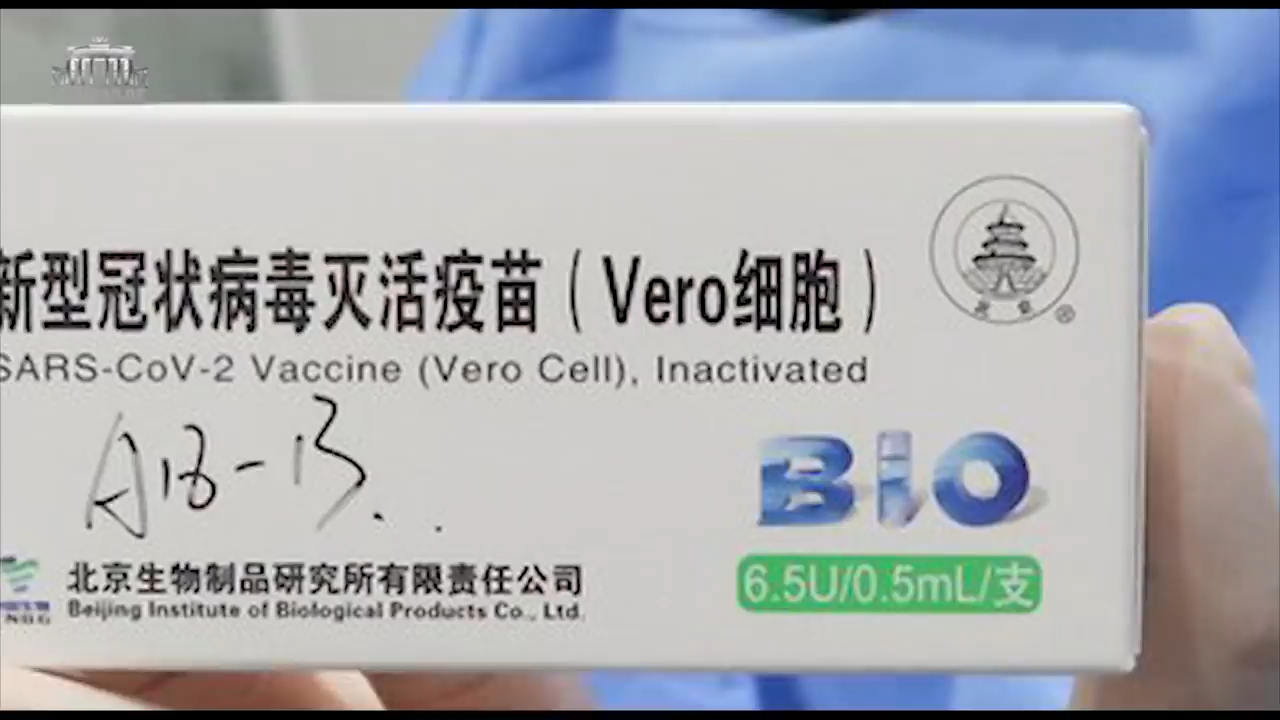 新型冠状病毒灭活疫苗（Vero细胞）
®
SARS-CoV-2 Vaccine (Vero Cell), Inactivated
BIO
北京生物制品研究所有限责任公司
Beijing Institute of Biological Products Co., Ltd.
6.5U/0.5mL/支